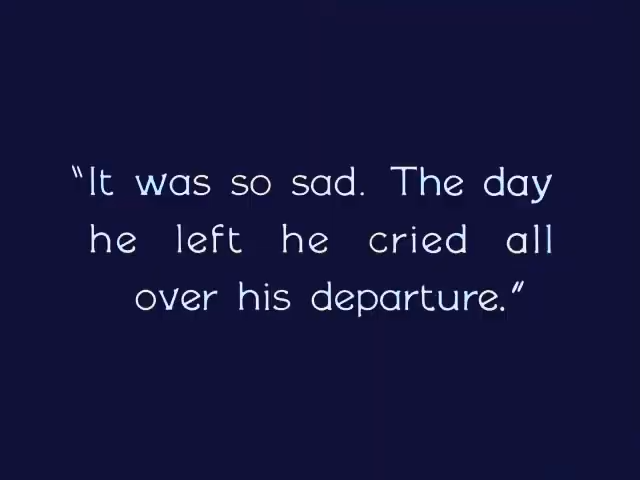 “It was so sad. The day
he left he cried all
over his departure.”